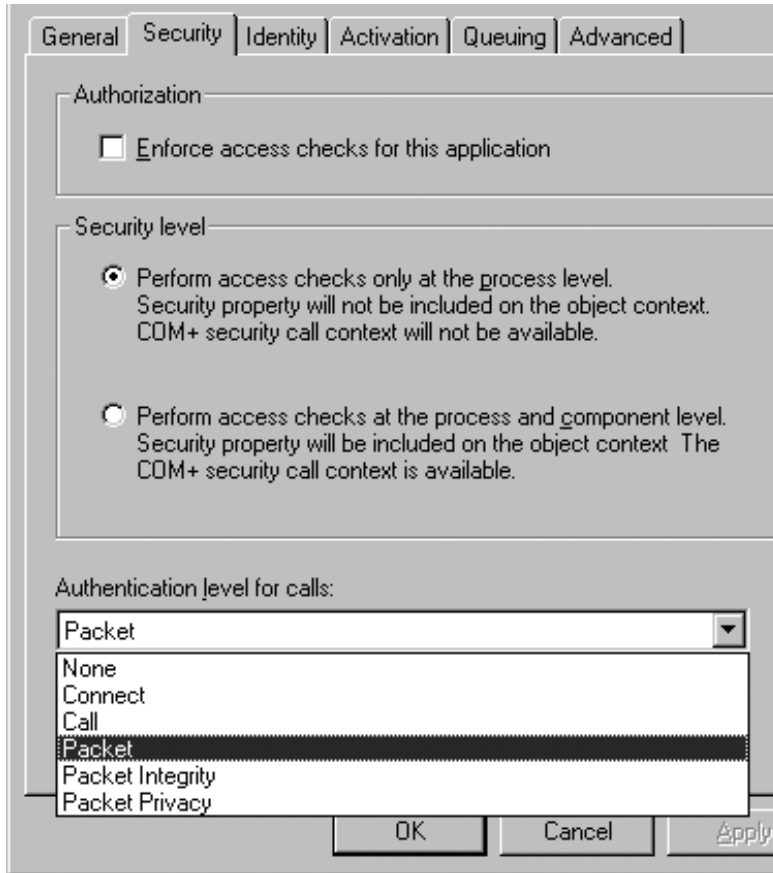 General Security Identity Activation Queuing Advanced
Authorization
Enforce access checks for this application
Security level
Perform access checks only at the process level.
Security property will not be included on the object context.
COM+ security call context will not be available.
Perform access checks at the process and component level.
Security property will be included on the object context  The
COM+ security call context is available.
Authentication level for calls:
Packet
None
Connect
Call
Packet
Packet Integrity
Packet Privacy
OK Cancel Apply